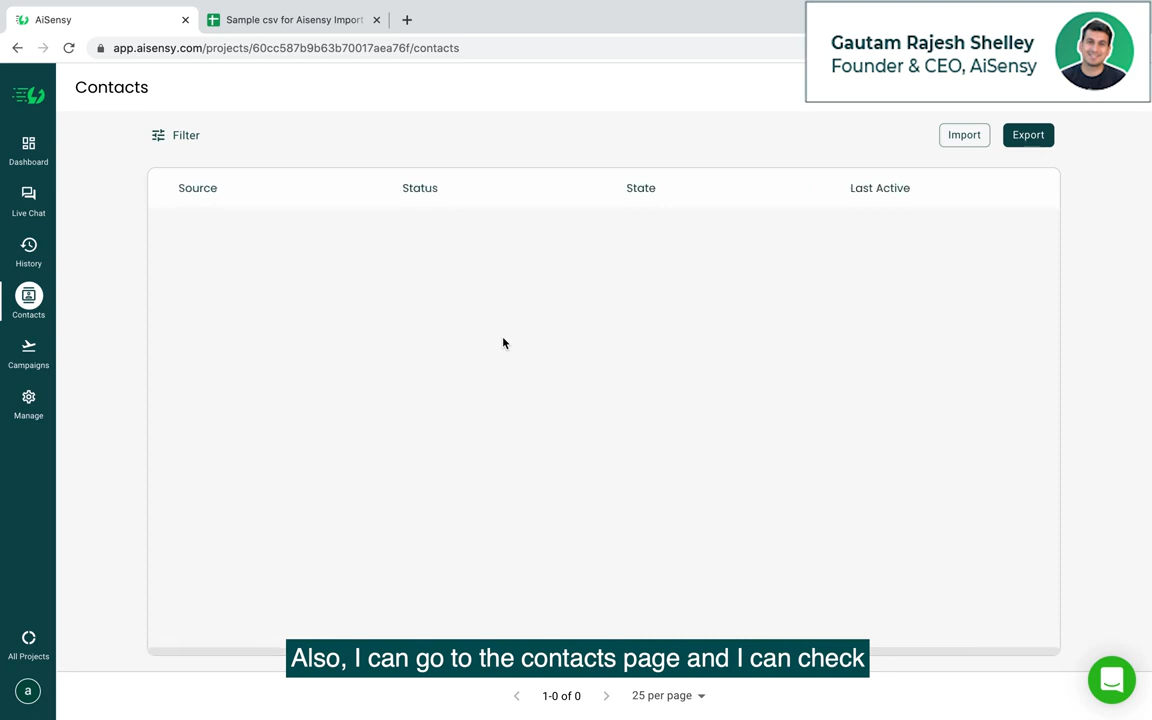 AiSensy
Sample csv for Aisensy Import
app.aisensy.com/projects/60cc587b9b63b70017aea76f/contacts
Gautam Rajesh Shelley
Founder & CEO, AiSensy
Contacts
Filter
Import
Export
Source
Status
State
Last Active
Dashboard
Live Chat
History
Contacts
Campaigns
Manage
All Projects
a
Also, I can go to the contacts page and I can check
1-0 of 0
25 per page